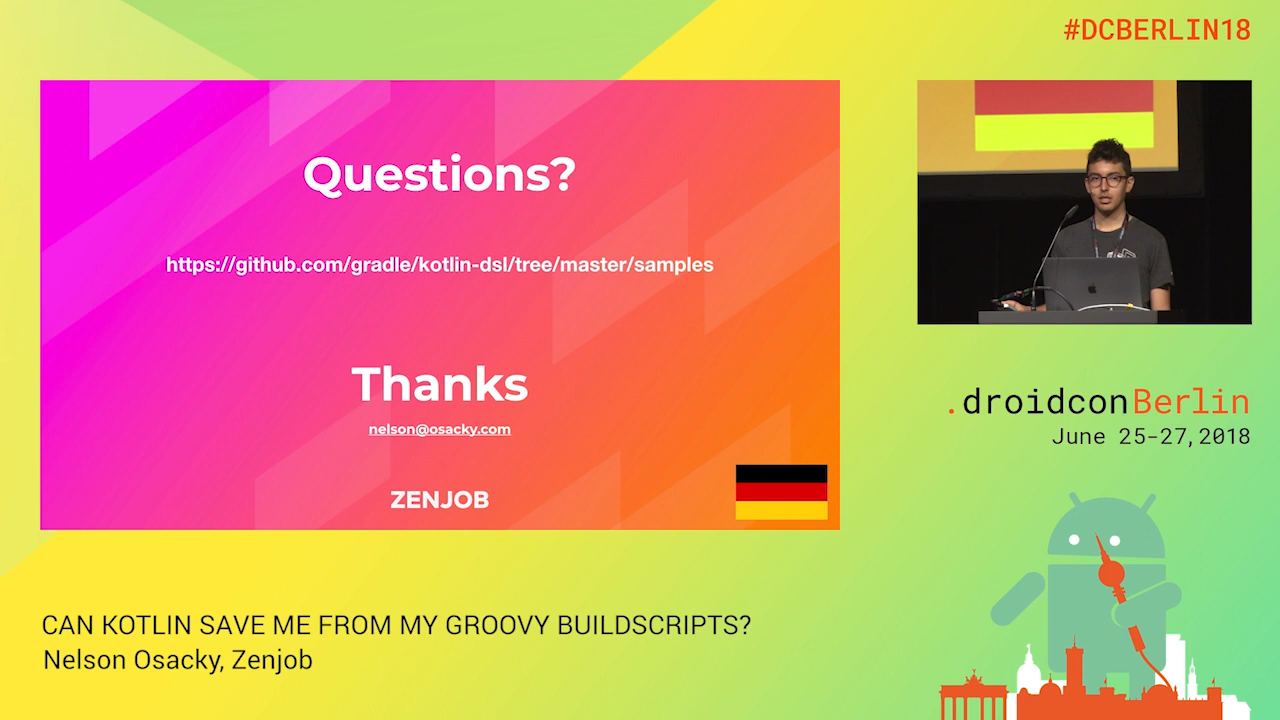 #DCBERLIN18
Questions?
https://github.com/gradle/kotlin-dsl/tree/master/samples
Thanks
nelson@osacky.com
ZENJOB
.droidconBerlin
June 25-27, 2018
CAN KOTLIN SAVE ME FROM MY GROOVY BUILDSCRIPTS?
Nelson Osacky, Zenjob